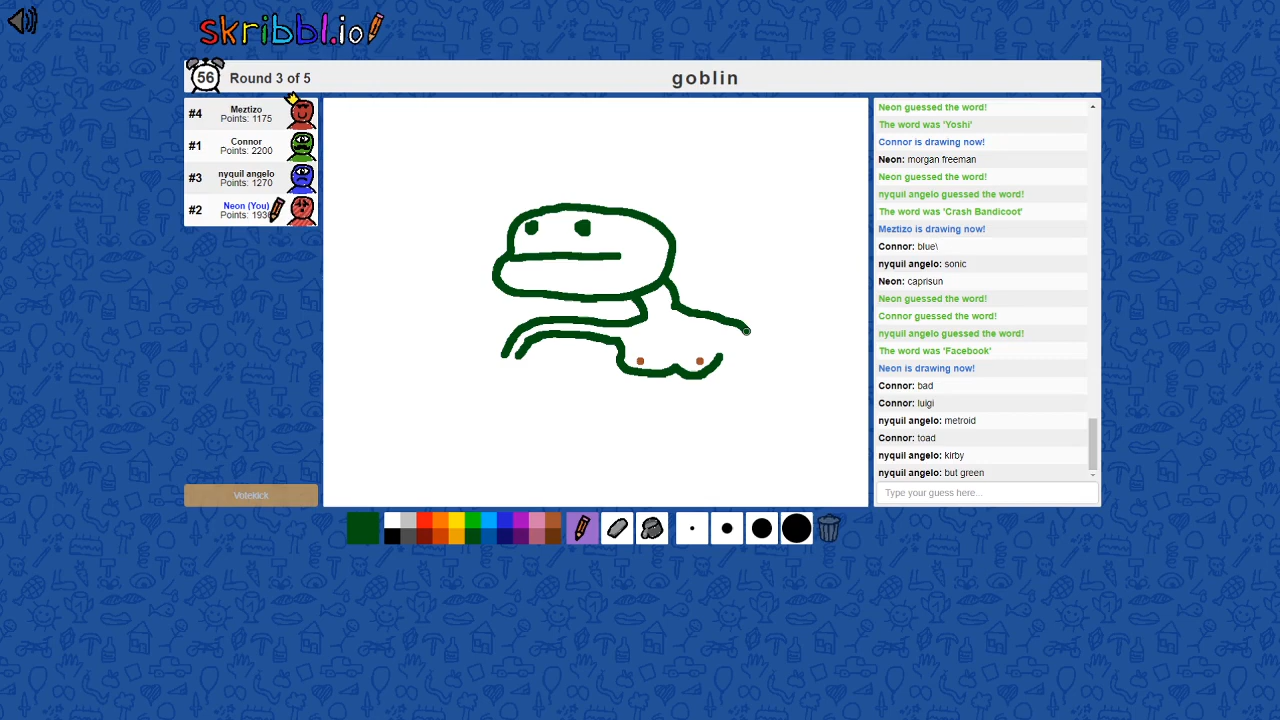 skribbl.io
56
Round 3 of 5
goblin
#4
Meztizo
Points: 1175
#1
Connor
Points: 2200
#3
nyquil angelo
Points: 1270
#2
Neon (You)
Points: 193
Votekick
Neon guessed the word!
The word was 'Yoshi'
Connor is drawing now!
Neon: morgan freeman
Neon guessed the word!
nyquil angelo guessed the word!
The word was 'Crash Bandicoot'
Meztizo is drawing now!
Connor: blue\
nyquil angelo: sonic
Neon: caprisun
Neon guessed the word!
Connor guessed the word!
nyquil angelo guessed the word!
The word was 'Facebook'
Neon is drawing now!
Connor: bad
Connor: luigi
nyquil angelo: metroid
Connor: toad
nyquil angelo: kirby
nyquil angelo: but green
Type your guess here...